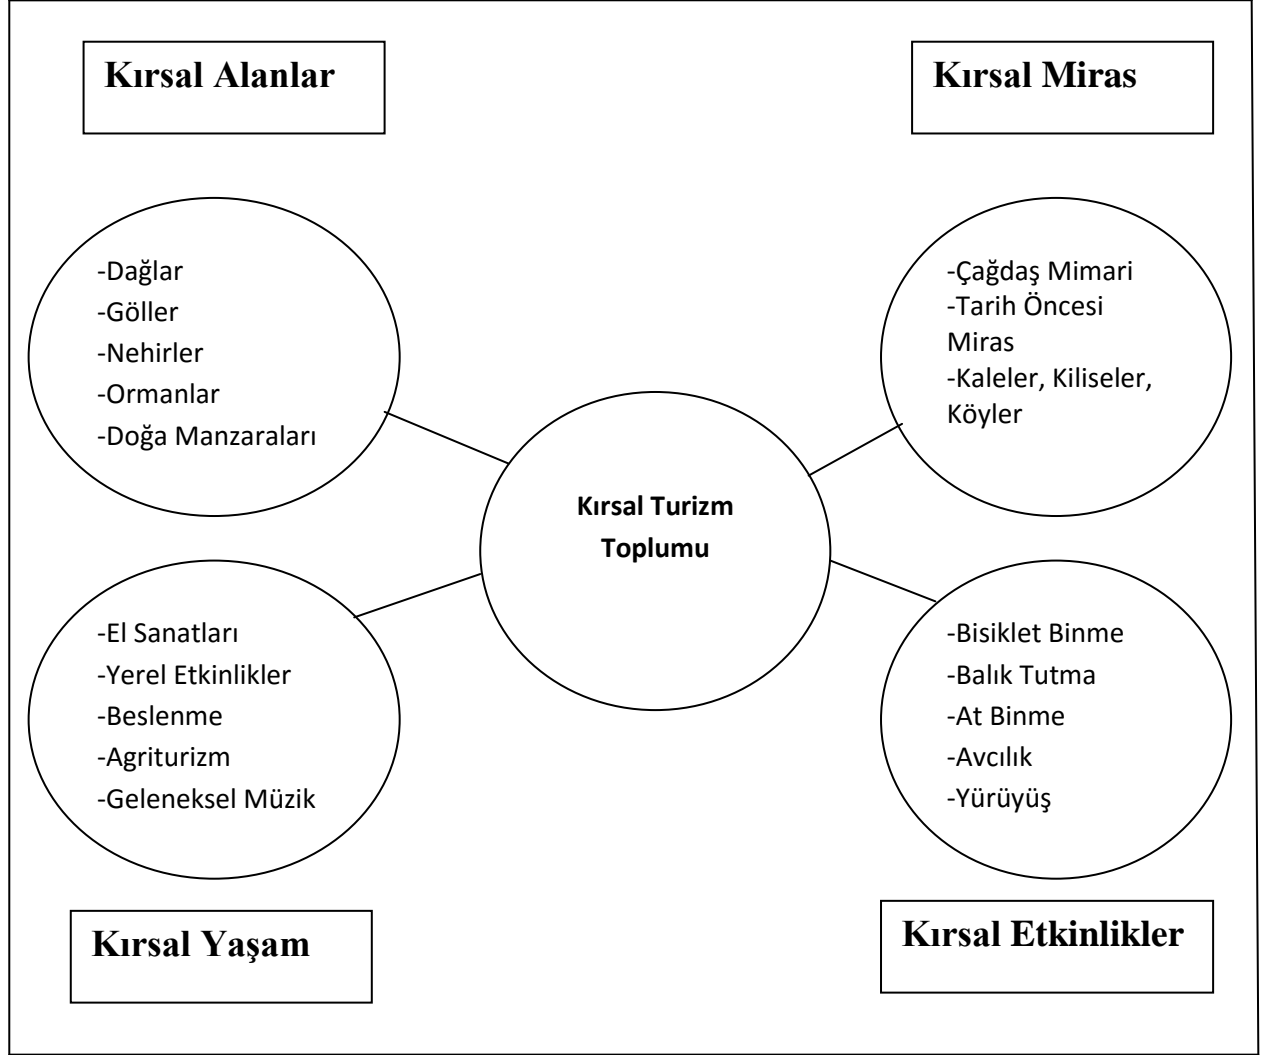 Kırsal Alanlar
Kırsal Miras
-Dağlar
-Göller
-Nehirler
-Ormanlar
-Doğa Manzaraları
-Çağdaş Mimari
-Tarih Öncesi
Miras
-Kaleler, Kiliseler,
Köyler
Kırsal Turizm
Toplumu
-El Sanatları
-Yerel Etkinlikler
-Beslenme
-Agriturizm
-Geleneksel Müzik
-Bisiklet Binme
-Balık Tutma
-At Binme
-Avcılık
-Yürüyüş
Kırsal Yaşam
Kırsal Etkinlikler